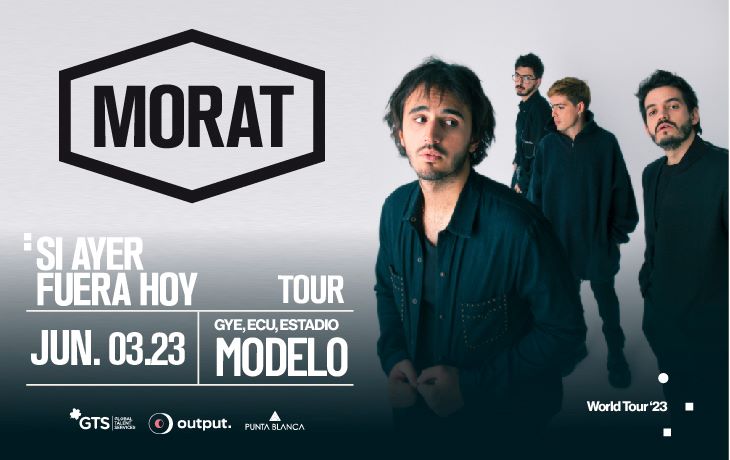 MORAT
SI AYER
FUERA HOY
TOUR
JUN. 03.23
GYE, ECU, ESTADIO
MODELO
GTS GLOBAL
TALENT
SERVICES
output.
PUNTA BLANCA
World Tour ‘23